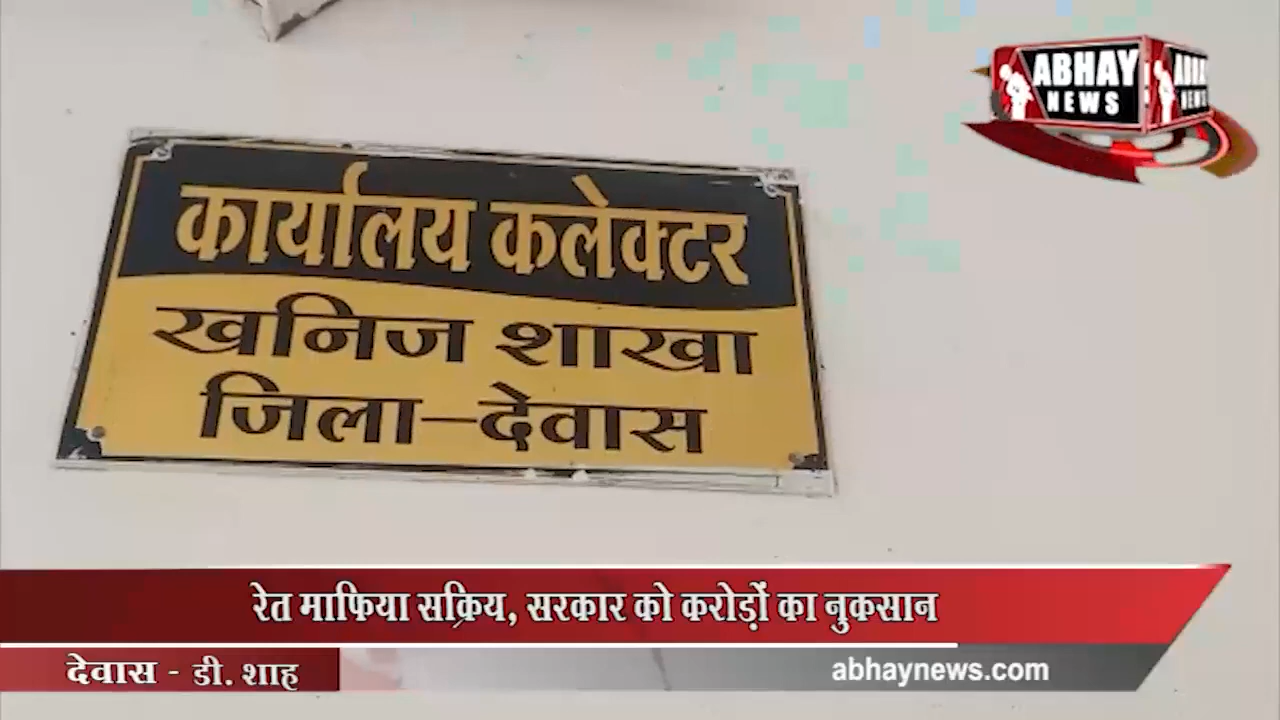 ABHAY
NEWS
कार्यालय कलेक्टर
खनिज शाखा
जिला-देवास
रेत माफिया सक्रिय, सरकार को करोड़ों का नुकसान
देवास - डी. शाह
abhaynews.com